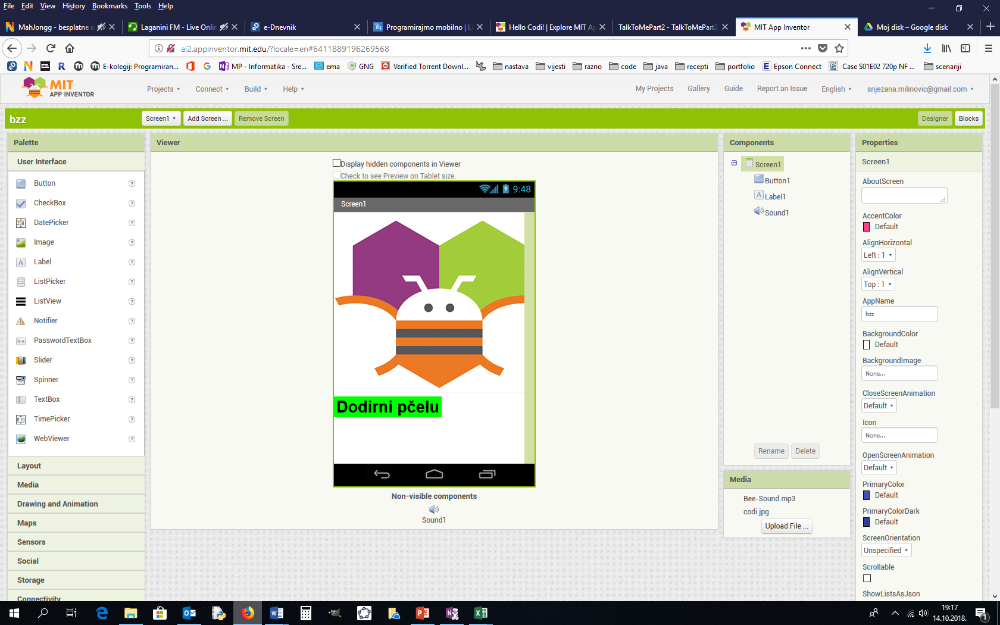 File Edit View History Bookmarks Tools Help
MahJongg - besplatne o
Laganini FM - Live Onlin
e-Dnevnik
Programirajmo mobilno | Li
Hello Codi! | Explore MIT Ap
TalkToMePart2 - TalkToMePart2
MIT App Inventor
Moj disk – Google disk
ai2.appinventor.mit.edu/?locale=en#6411889196269568
E-kolegij: Programiran...
MP - Informatika - Sre...
ema
GNG
Verified Torrent Downl...
nastava
vijesti
razno
code
java
recepti
portfolio
Epson Connect
Case S01E02 720p NF ...
scenariji
MIT
APP INVENTOR
Projects
Connect
Build
Help
My Projects
Gallery
Guide
Report an Issue
English
snjezana.milinovic@gmail.com
bzz
Screen1
Add Screen ...
Remove Screen
Designer
Blocks
Palette
User Interface
Button
CheckBox
DatePicker
Image
Label
ListPicker
ListView
Notifier
PasswordTextBox
Slider
Spinner
TextBox
TimePicker
WebViewer
Layout
Media
Drawing and Animation
Maps
Sensors
Social
Storage
Connectivity
Viewer
Display hidden components in Viewer
Check to see Preview on Tablet size.
9:48
Screen1
Dodirni pčelu
Non-visible components
Sound1
Components
Screen1
Button1
Label1
Sound1
Rename
Delete
Media
Bee-Sound.mp3
codi.jpg
Upload File ...
Properties
Screen1
AboutScreen
AccentColor
Default
AlignHorizontal
Left : 1
AlignVertical
Top : 1
AppName
bzz
BackgroundColor
Default
BackgroundImage
None...
CloseScreenAnimation
Default
Icon
None...
OpenScreenAnimation
Default
PrimaryColor
Default
PrimaryColorDark
Default
ScreenOrientation
Unspecified
Scrollable
ShowListsAsJson
19:17
14.10.2018.
1